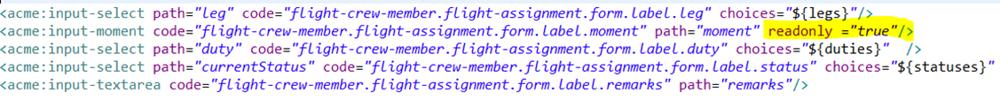 <acme:input-select path="leg" code="flight-crew-member.flight-assignment.form.label.leg" choices="${legs}"/>
<acme:input-moment code="flight-crew-member.flight-assignment.form.label.moment" path="moment" readonly ="true"/>
<acme:input-select path="duty" code="flight-crew-member.flight-assignment.form.label.duty" choices="${duties}"  />
<acme:input-select path="currentStatus" code="flight-crew-member.flight-assignment.form.label.status" choices="${statuses}"
<acme:input-textarea code="flight-crew-member.flight-assignment.form.label.remarks" path="remarks"/>